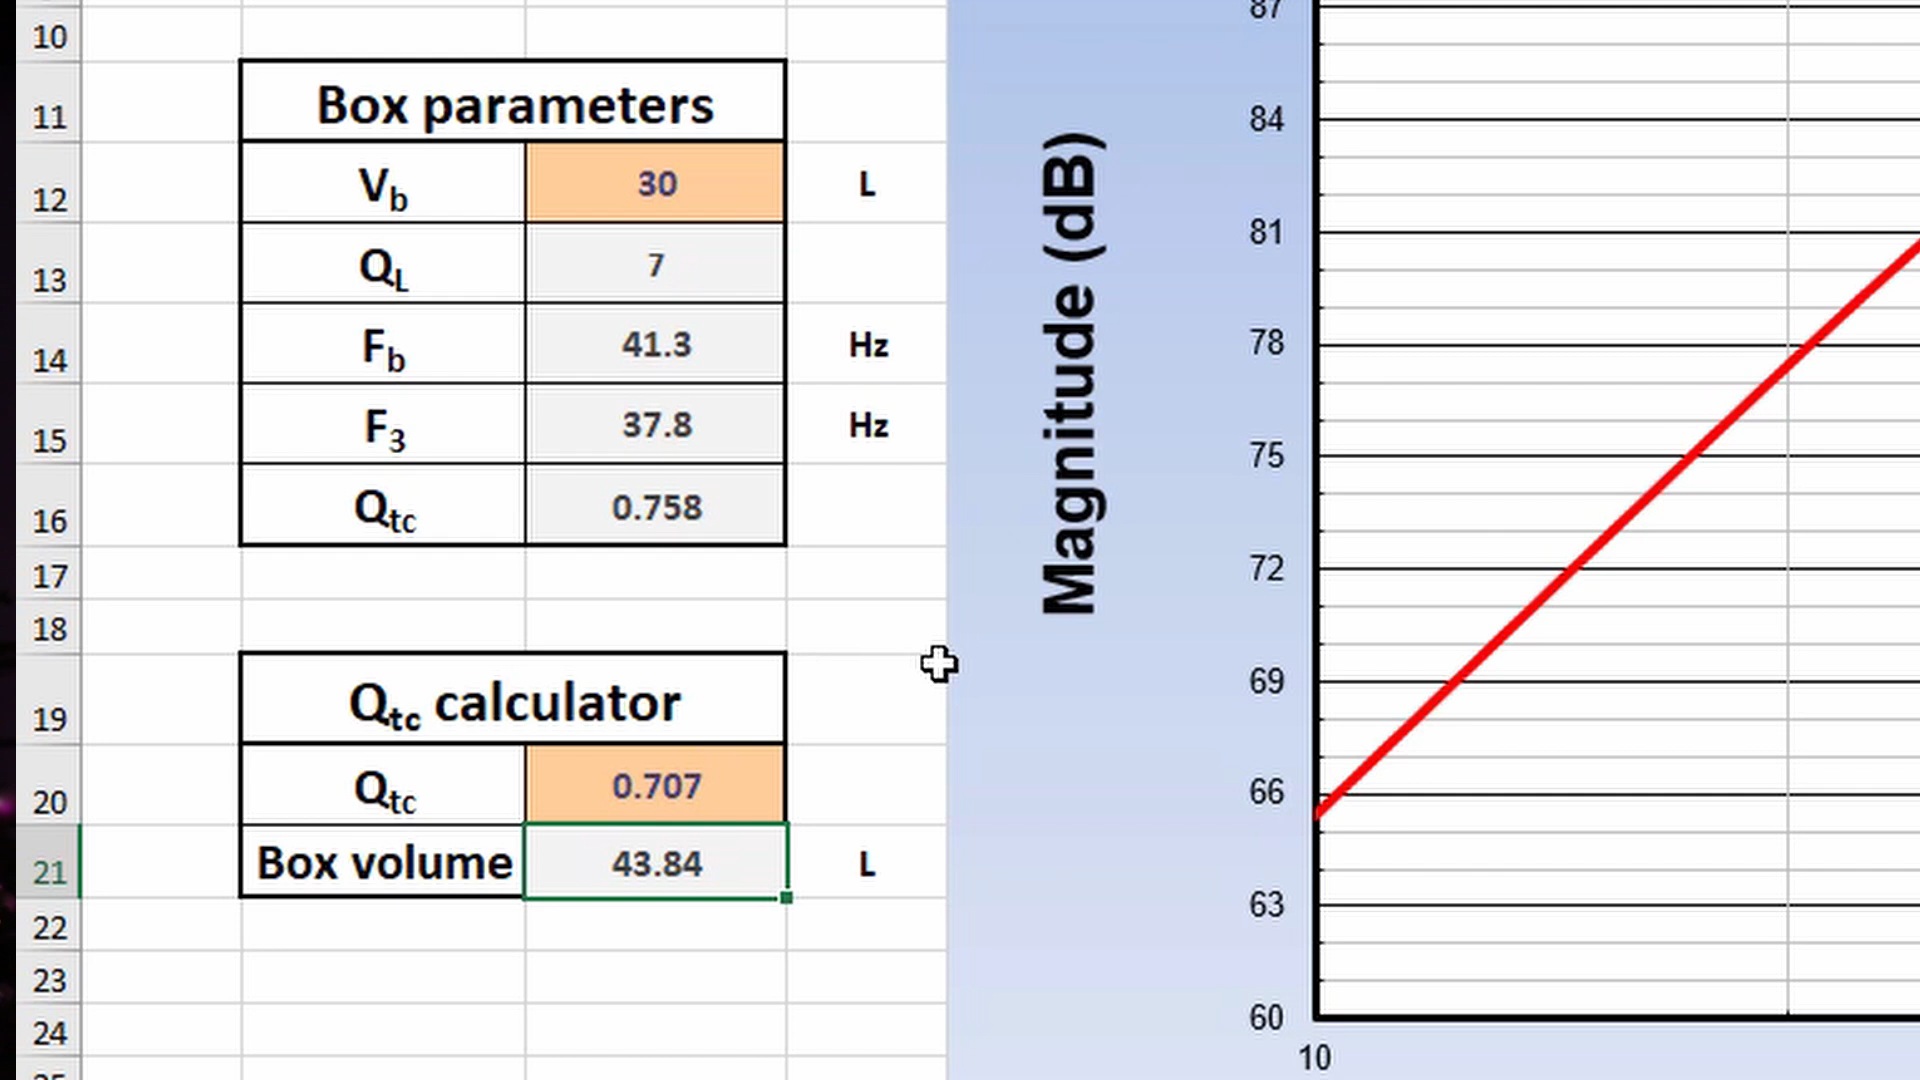 10
11
12
13
14
15
16
17
18
19
20
21
22
23
24
Box parameters
Vb 30 L
QL 7
Fb 41.3 Hz
F3 37.8 Hz
Qtc 0.758
Qtc calculator
Qtc 0.707
Box volume 43.84 L
Magnitude (dB)
87
84
81
78
75
72
69
66
63
60
10